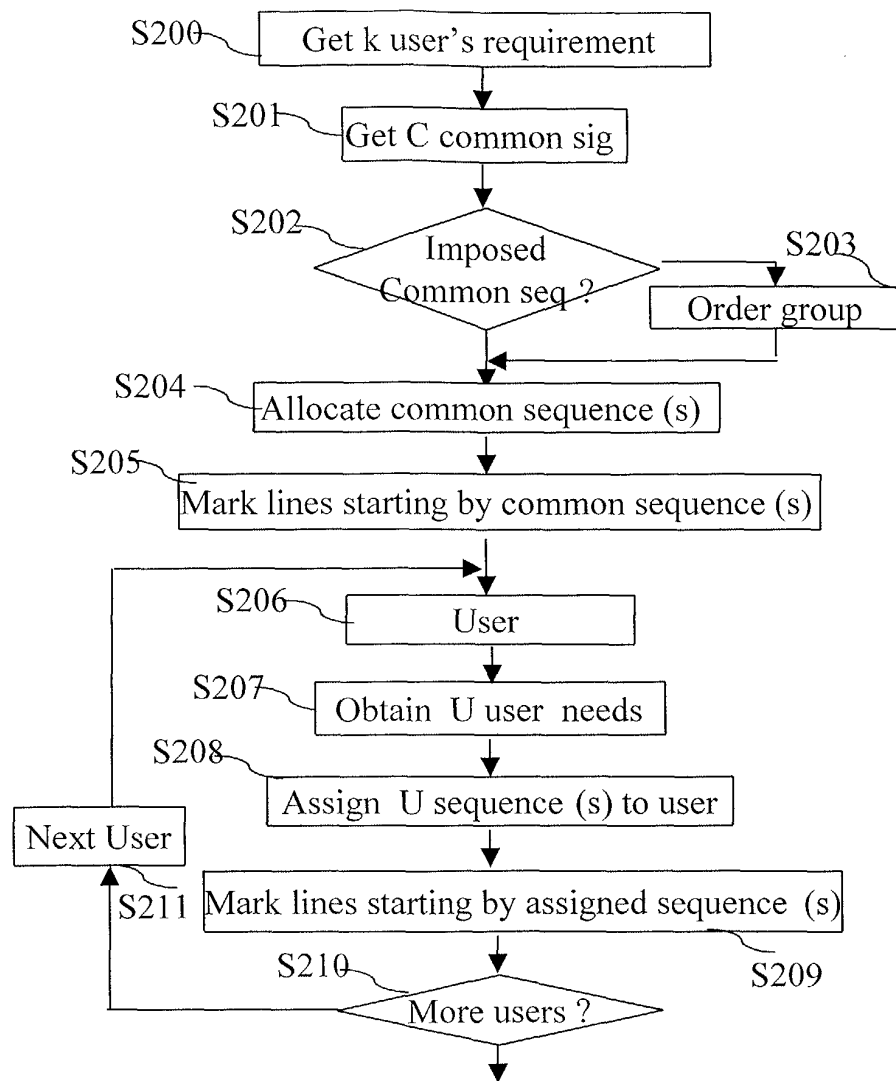 S200
Get k user's requirement
S201
Get C common sig
S202
Imposed
Common seq ?
S203
Order group
S204
Allocate common sequence (s)
S205
Mark lines starting by common sequence (s)
S206
User
S207
Obtain U user needs
S208
Assign U sequence (s) to user
Next User
S211
Mark lines starting by assigned sequence (s)
S209
S210
More users ?